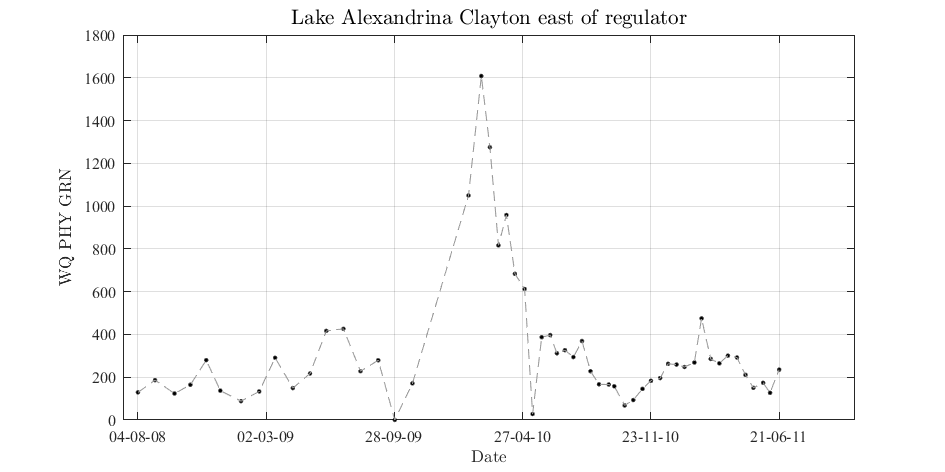 Lake Alexandrina Clayton east of regulator
1800
1600
1400
1200
1000
800
600
400
200
0
WQ PHY GRN
04-08-08 02-03-09 28-09-09 27-04-10 23-11-10 21-06-11
Date